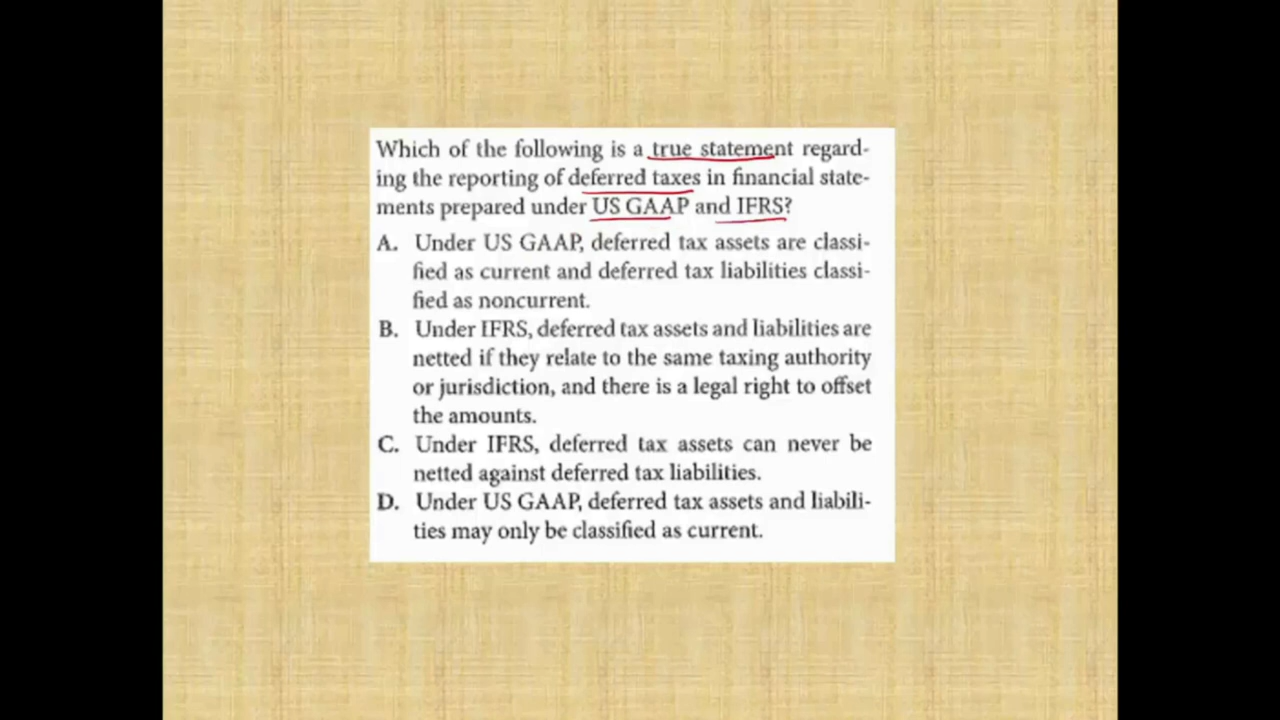 Which of the following is a true statement regard-
ing the reporting of deferred taxes in financial state-
ments prepared under US GAAP and IFRS?
A. Under US GAAP, deferred tax assets are classi-
fied as current and deferred tax liabilities classi-
fied as noncurrent.
B. Under IFRS, deferred tax assets and liabilities are
netted if they relate to the same taxing authority
or jurisdiction, and there is a legal right to offset
the amounts.
C. Under IFRS, deferred tax assets can never be
netted against deferred tax liabilities.
D. Under US GAAP, deferred tax assets and liabili-
ties may only be classified as current.